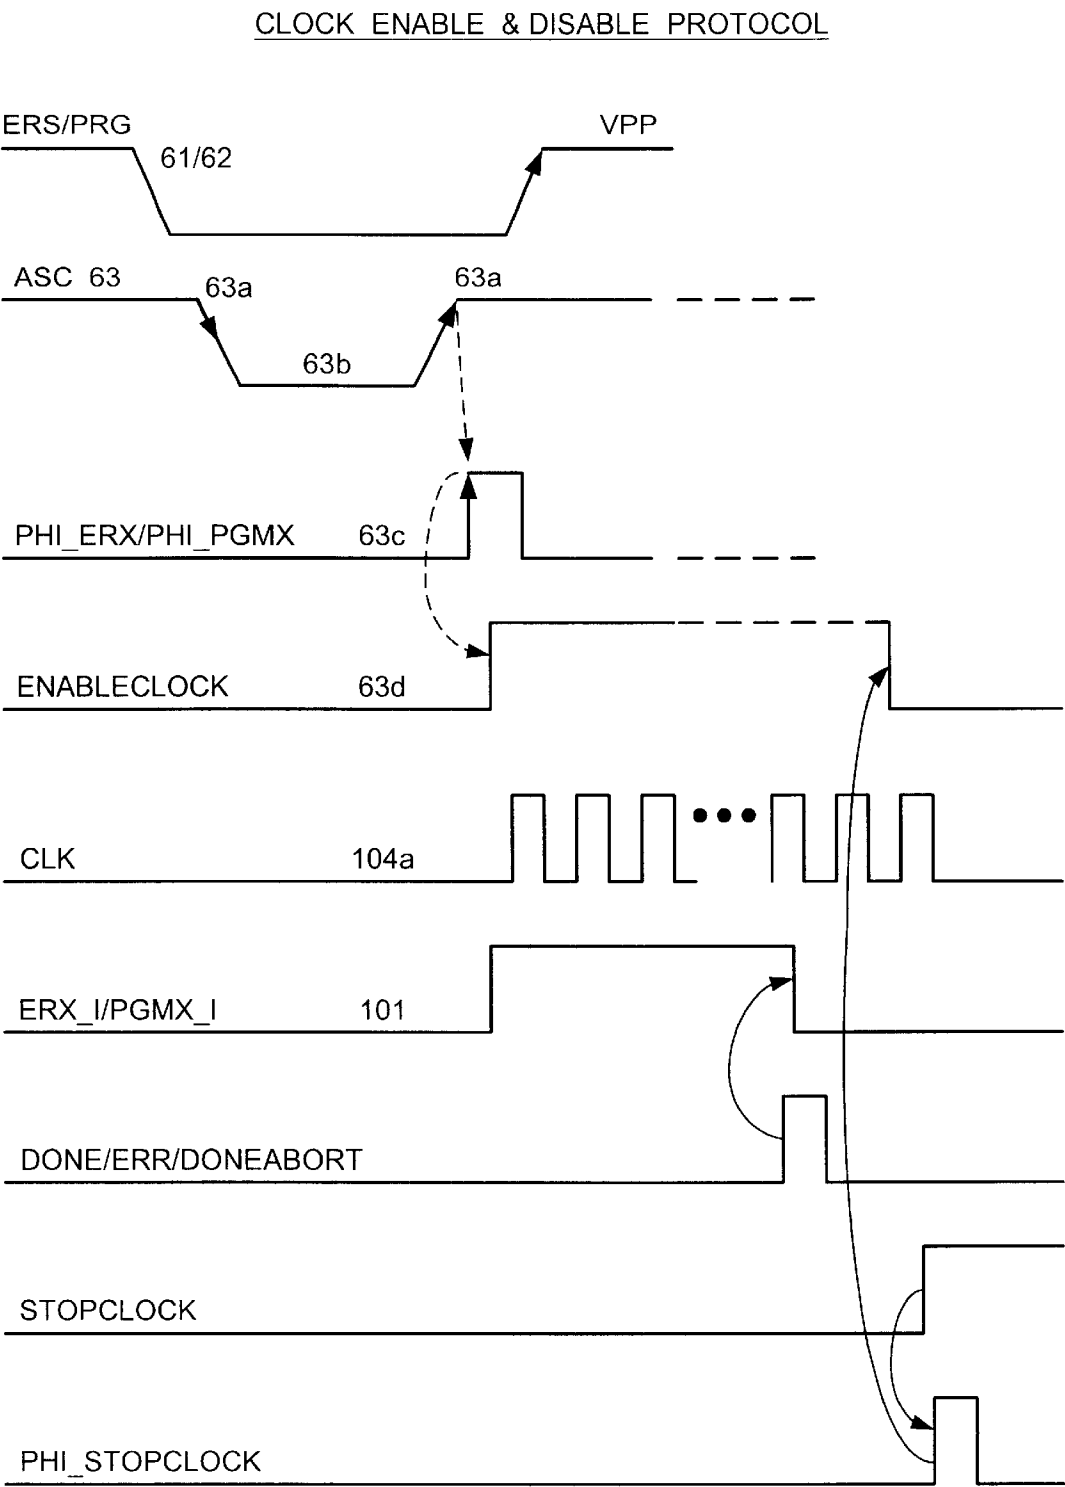 CLOCK ENABLE & DISABLE PROTOCOL
ERS/PRG
VPP
61/62
ASC 63
63a
63a
63b
PHI_ERX/PHI_PGMX 63c
ENABLECLOCK 63d
CLK 104a
ERX_I/PGMX_I 101
DONE/ERR/DONEABORT
STOPCLOCK
PHI_STOPCLOCK